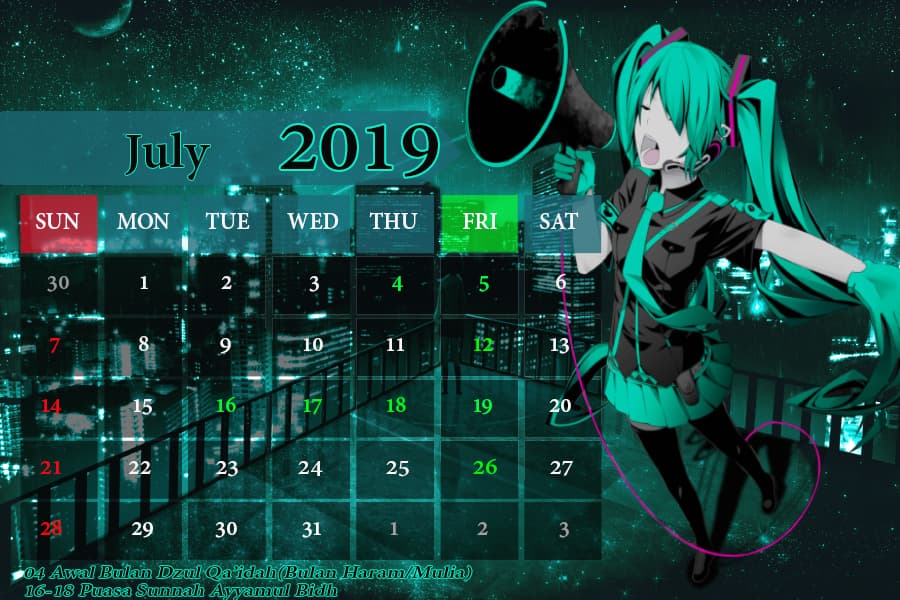 July 2019
SUN MON TUE WED THU FRI SAT
30 1 2 3 4 5 6
7 8 9 10 11 12 13
14 15 16 17 18 19 20
21 22 23 24 25 26 27
28 29 30 31 1 2 3
04 Awal Bulan Dzul Qa'idah(Bulan Haram/Mulia)
16-18 Puasa Sunnah Ayyamul Bidh